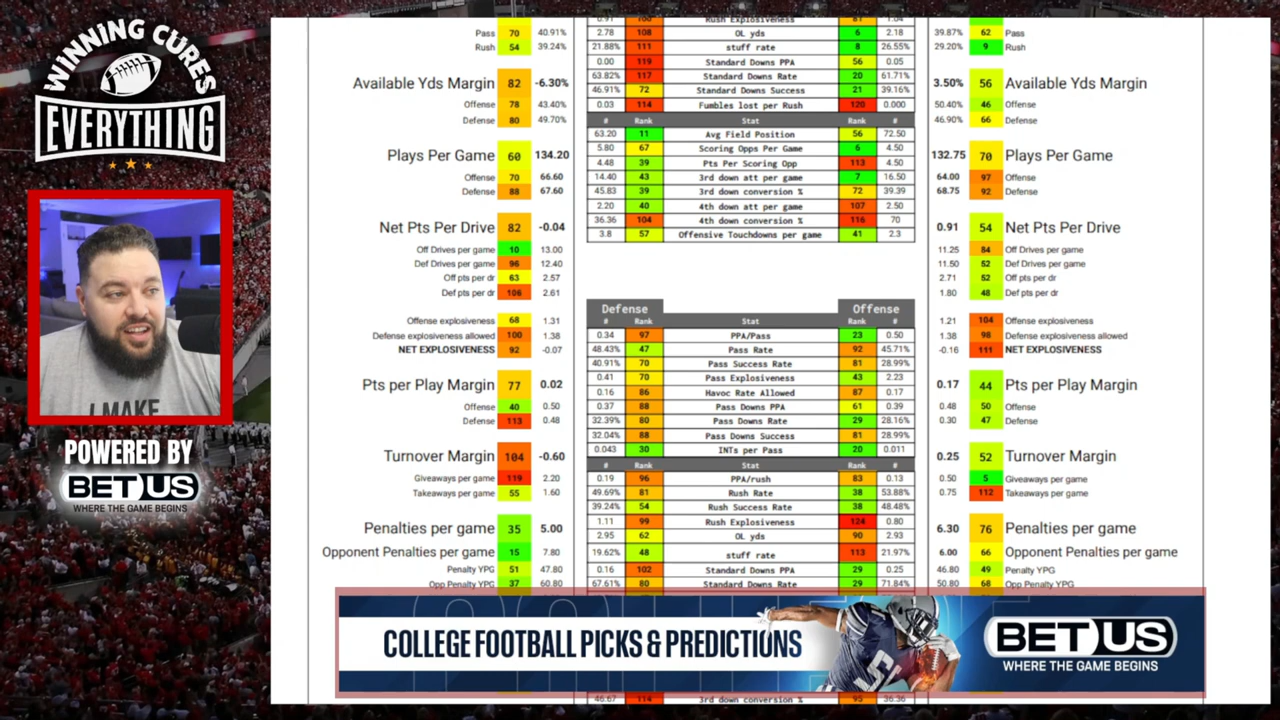 WINNING CURES
EVERYTHING
I MAKE
POWERED BY
BET US
WHERE THE GAME BEGINS
Pass 70 40.91%
Rush 54 39.24%
Available Yds Margin 82 -6.30%
Offense 78 43.40%
Defense 80 49.70%
Plays Per Game 60 134.20
Offense 70 66.60
Defense 88 67.60
Net Pts Per Drive 82 -0.04
Off Drives per game 10 13.00
Def Drives per game 96 12.40
Off pts per dr 63 2.57
Def pts per dr 106 2.61
Offense explosiveness 68 1.31
Defense explosiveness allowed 100 1.38
NET EXPLOSIVENESS 92 -0.07
Pts per Play Margin 77 0.02
Offense 40 0.50
Defense 113 0.48
Turnover Margin 104 -0.60
Giveaways per game 119 2.20
Takeaways per game 55 1.60
Penalties per game 35 5.00
Opponent Penalties per game 15 7.80
Penalty YPG 51 47.80
Opp Penalty YPG 37 60.80
0.91 100 Rush Explosiveness 81 1.04
2.78 108 OL yds 6 2.18
21.88% 111 stuff rate 8 26.55%
0.00 119 Standard Downs PPA 56 0.05
63.82% 117 Standard Downs Rate 20 61.71%
46.91% 72 Standard Downs Success 21 39.16%
0.03 114 Fumbles lost per Rush 120 0.000
# Rank Rank #
63.20 11 Avg Field Position 56 72.50
5.80 67 Scoring Opps Per Game 6 4.50
4.48 39 Pts Per Scoring Opp 113 4.50
14.40 43 3rd down att per game 7 16.50
45.83 39 3rd down conversion % 72 39.39
2.20 40 4th down att per game 107 2.50
36.36 104 4th down conversion % 116 70
3.8 57 Offensive Touchdowns per game 41 2.3
Defense Offense
# Rank Stat Rank #
0.34 97 PPA/Pass 23 0.50
48.43% 47 Pass Rate 92 45.71%
40.91% 70 Pass Success Rate 81 28.99%
0.41 70 Pass Explosiveness 43 2.23
0.16 86 Havoc Rate Allowed 87 0.17
0.37 88 Pass Downs PPA 61 0.39
32.39% 80 Pass Downs Rate 29 28.16%
32.04% 88 Pass Downs Success 81 28.99%
0.043 30 INTs per Pass 20 0.011
# Rank Stat Rank #
0.19 96 PPA/rush 83 0.13
49.69% 81 Rush Rate 38 53.88%
39.24% 54 Rush Success Rate 38 48.48%
1.11 99 Rush Explosiveness 124 0.80
2.95 62 OL yds 90 2.93
19.62% 48 stuff rate 113 21.97%
0.16 102 Standard Downs PPA 29 0.25
67.61% 80 Standard Downs Rate 29 71.84%
46.67 114 3rd down conversion % 95 36.36
39.87% 62 Pass
29.20% 9 Rush
3.50% 56 Available Yds Margin
50.40% 46 Offense
46.90% 66 Defense
132.75 70 Plays Per Game
64.00 97 Offense
68.75 92 Defense
0.91 54 Net Pts Per Drive
11.25 84 Off Drives per game
11.50 52 Def Drives per game
2.71 52 Off pts per dr
1.80 48 Def pts per dr
1.21 104 Offense explosiveness
1.38 98 Defense explosiveness allowed
-0.16 111 NET EXPLOSIVENESS
0.17 44 Pts per Play Margin
0.48 50 Offense
0.30 47 Defense
0.25 52 Turnover Margin
0.50 5 Giveaways per game
0.75 112 Takeaways per game
6.30 76 Penalties per game
6.00 66 Opponent Penalties per game
46.80 49 Penalty YPG
50.80 68 Opp Penalty YPG
COLLEGE FOOTBALL PICKS & PREDICTIONS
BET US
WHERE THE GAME BEGINS